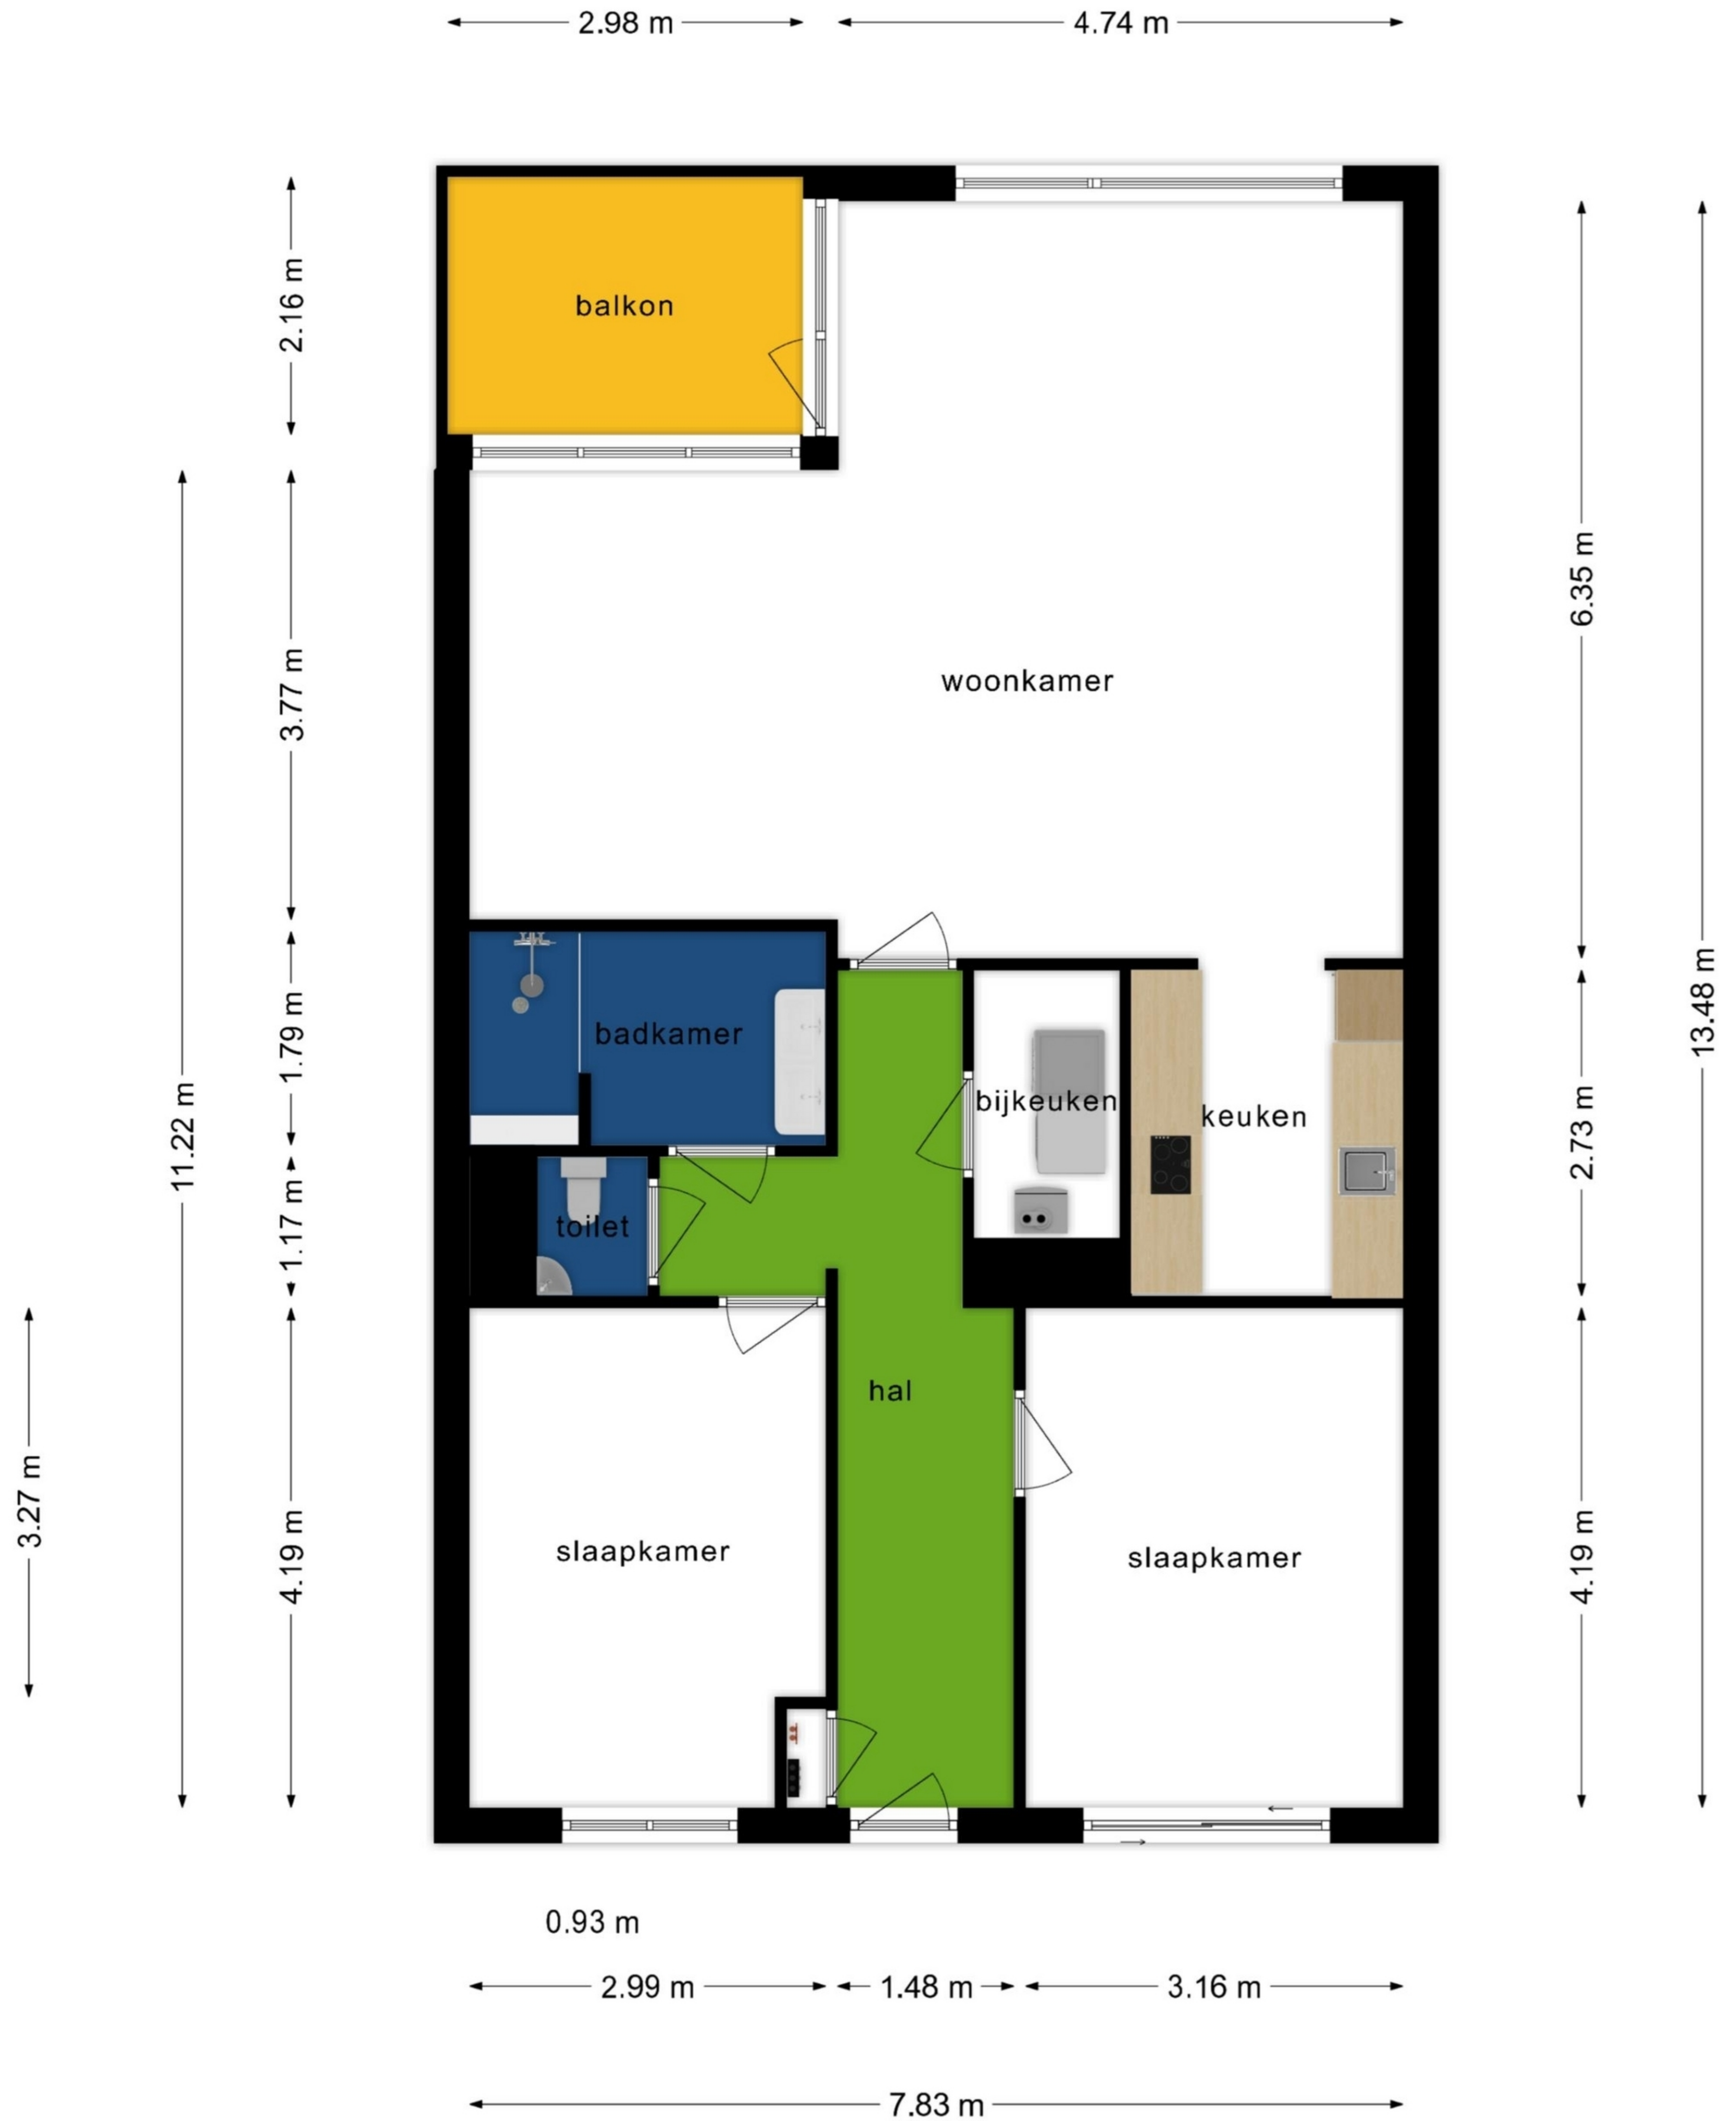 2.98 m
4.74 m
balkon
2.16 m
6.35 m
woonkamer
3.77 m
13.48 m
badkamer
1.79 m
bijkeuken
keuken
11.22 m
2.73 m
1.17 m
toilet
hal
3.27 m
4.19 m
slaapkamer
slaapkamer
4.19 m
0.93 m
2.99 m
1.48 m
3.16 m
7.83 m